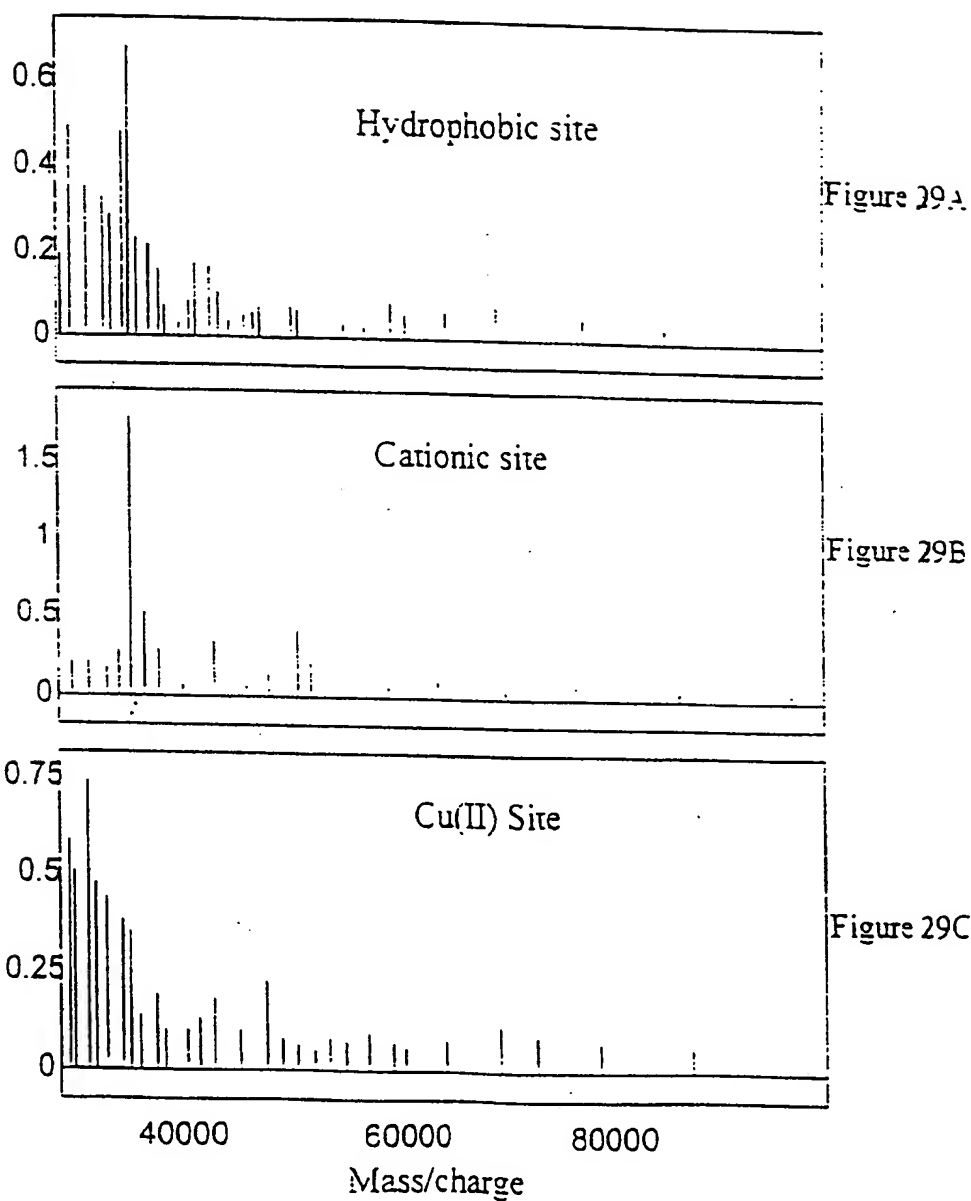 0.6
0.4
0.2
0
Hydrophobic site
Figure 29A
1.5
1
0.5
0
Cationic site
Figure 29B
0.75
0.5
0.25
0
Cu(II) Site
Figure 29C
40000 60000 80000
Mass/charge